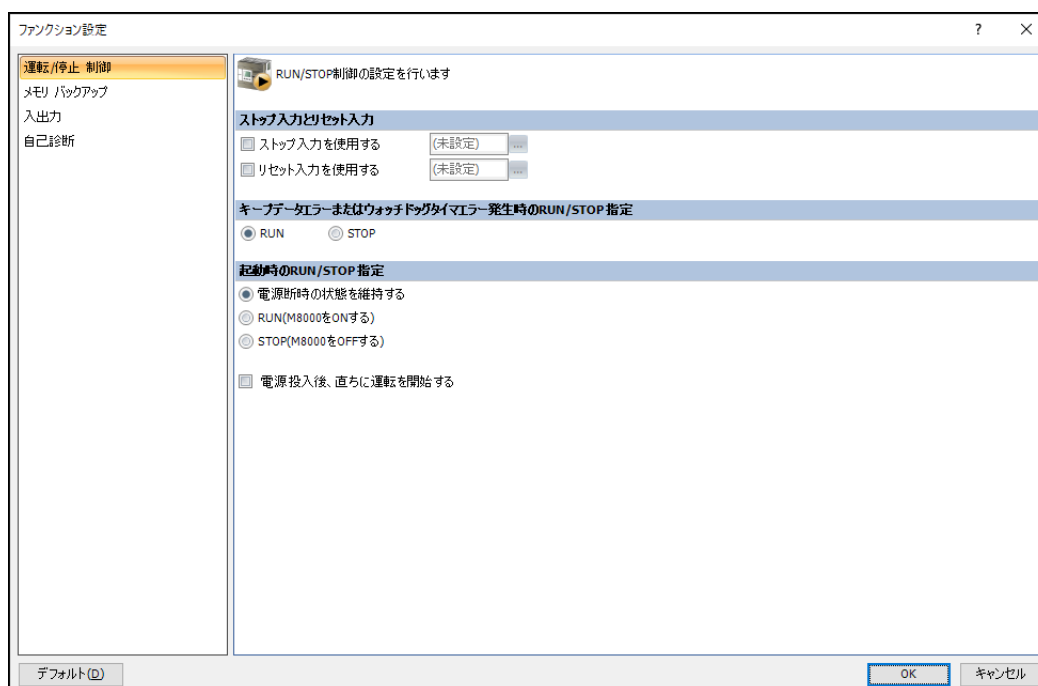 ファンクション設定
運転/停止 制御
メモリ バックアップ
入出力
自己診断
RUN/STOP制御の設定を行います
ストップ入力とリセット入力
ストップ入力を使用する (未設定) ...
リセット入力を使用する (未設定) ...
キープデータエラーまたはウォッチドッグタイマエラー発生時のRUN/STOP指定
RUN STOP
起動時のRUN/STOP指定
電源断時の状態を維持する
RUN(M8000をONする)
STOP(M8000をOFFする)
電源投入後、直ちに運転を開始する
デフォルト(D) OK キャンセル